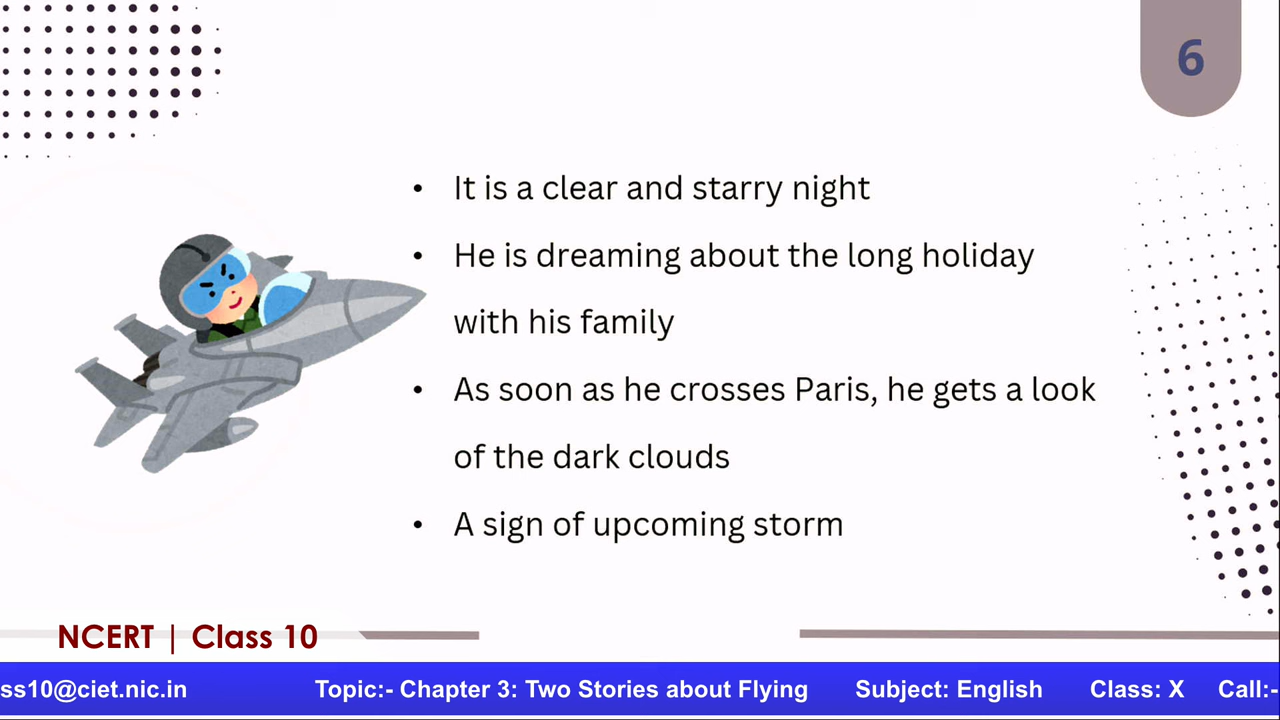 6
• It is a clear and starry night
• He is dreaming about the long holiday
with his family
• As soon as he crosses Paris, he gets a look
of the dark clouds
• A sign of upcoming storm
NCERT | Class 10
ss10@ciet.nic.in Topic:- Chapter 3: Two Stories about Flying Subject: English Class: X Call:-